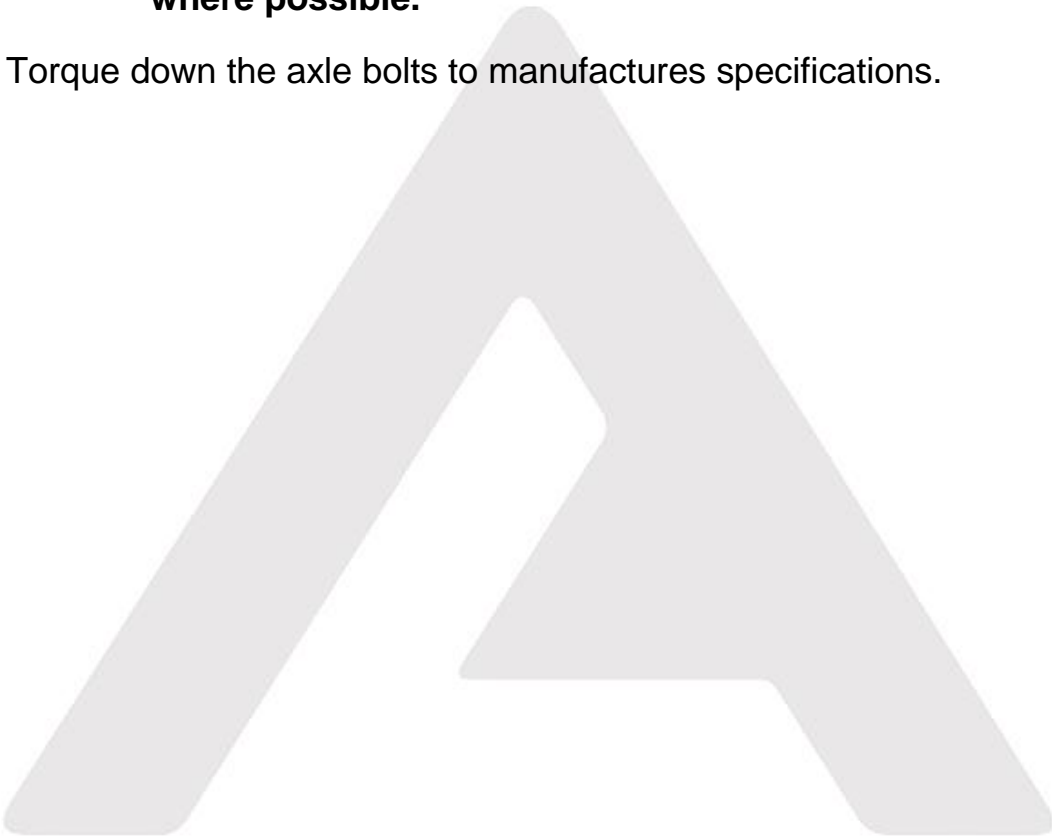 where possible.
Torque down the axle bolts to manufactures specifications.